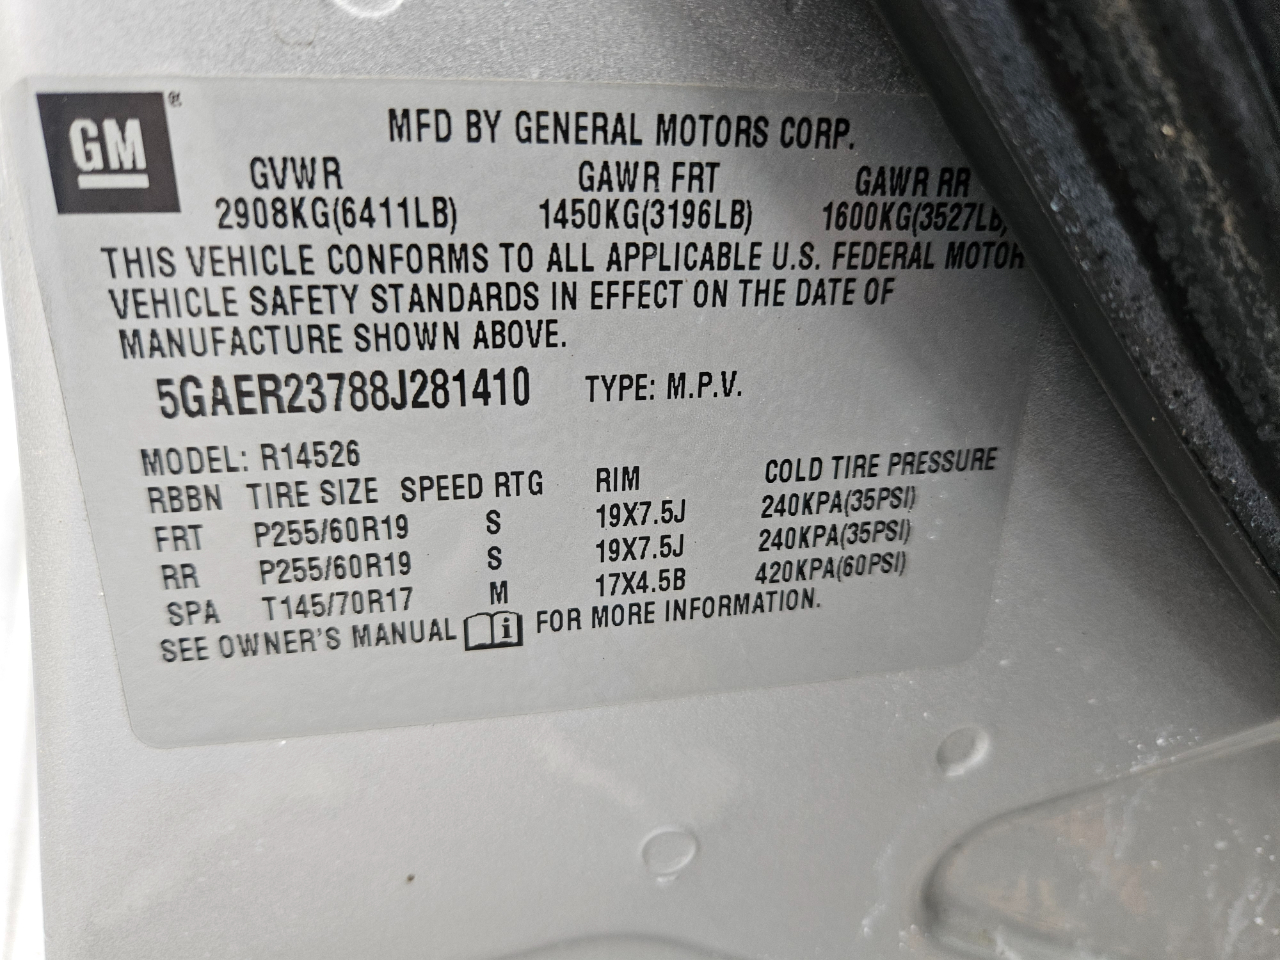 GM®
MFD BY GENERAL MOTORS CORP.
GVWR GAWR FRT GAWR RR
2908KG(6411LB) 1450KG(3196LB) 1600KG(3527LB)
THIS VEHICLE CONFORMS TO ALL APPLICABLE U.S. FEDERAL MOTOR
VEHICLE SAFETY STANDARDS IN EFFECT ON THE DATE OF
MANUFACTURE SHOWN ABOVE.
5GAER23788J281410 TYPE: M.P.V.
MODEL: R14526
RBBN TIRE SIZE SPEED RTG RIM COLD TIRE PRESSURE
FRT P255/60R19 S 19X7.5J 240KPA(35PSI)
RR P255/60R19 S 19X7.5J 240KPA(35PSI)
SPA T145/70R17 M 17X4.5B 420KPA(60PSI)
SEE OWNER'S MANUAL i FOR MORE INFORMATION.